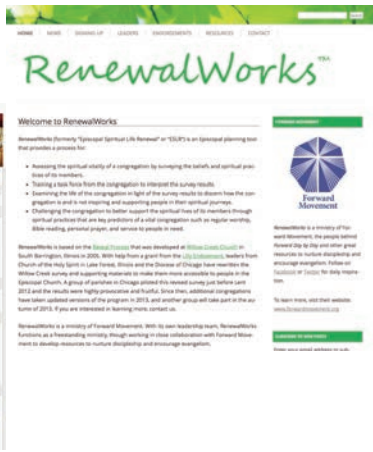 HOME NEWS SIGNING UP LEADERS ENDORSEMENTS RESOURCES CONTACT
RenewalWorks™
Welcome to RenewalWorks
RenewalWorks (formerly "Episcopal Spiritual Life Renewal" or "ESLR") is an Episcopal planning tool
that provides a process for:
• Assessing the spiritual vitality of a congregation by surveying the beliefs and spiritual prac-
tices of its members.
• Training a task force from the congregation to interpret the survey results.
• Examining the life of the congregation in light of the survey results to discern how the con-
gregation is and is not inspiring and supporting people in their spiritual journeys.
• Challenging the congregation to better support the spiritual lives of its members through
spiritual practices that are key predictors of a vital congregation such as regular worship,
Bible reading, personal prayer, and service to people in need.
RenewalWorks is based on the Reveal Process that was developed at Willow Creek Church in
South Barrington, Illinois in 2005. With help from a grant from the Lilly Endowment, leaders from
Church of the Holy Spirit in Lake Forest, Illinois and the Diocese of Chicago have rewritten the
Willow Creek survey and supporting materials to make them more accessible to people in the
Episcopal Church. A group of parishes in Chicago piloted this revised survey just before Lent
2012 and the results were highly provocative and fruitful. Since then, additional congregations
have taken updated versions of the program in 2013, and another group will take part in the au-
tumn of 2013. If you are interested in learning more, contact us.
RenewalWorks is a ministry of Forward Movement. With its own leadership team, RenewalWorks
functions as a freestanding ministry, though working in close collaboration with Forward Move-
ment to develop resources to nurture discipleship and encourage evangelism.
FORWARD MOVEMENT
Forward
Movement
RenewalWorks is a ministry of For-
ward Movement, the people behind
Forward Day by Day and other great
resources to nurture discipleship and
encourage evangelism. Follow on
Facebook or Twitter for daily inspira-
tion.
To learn more, visit their website:
www.forwardmovement.org